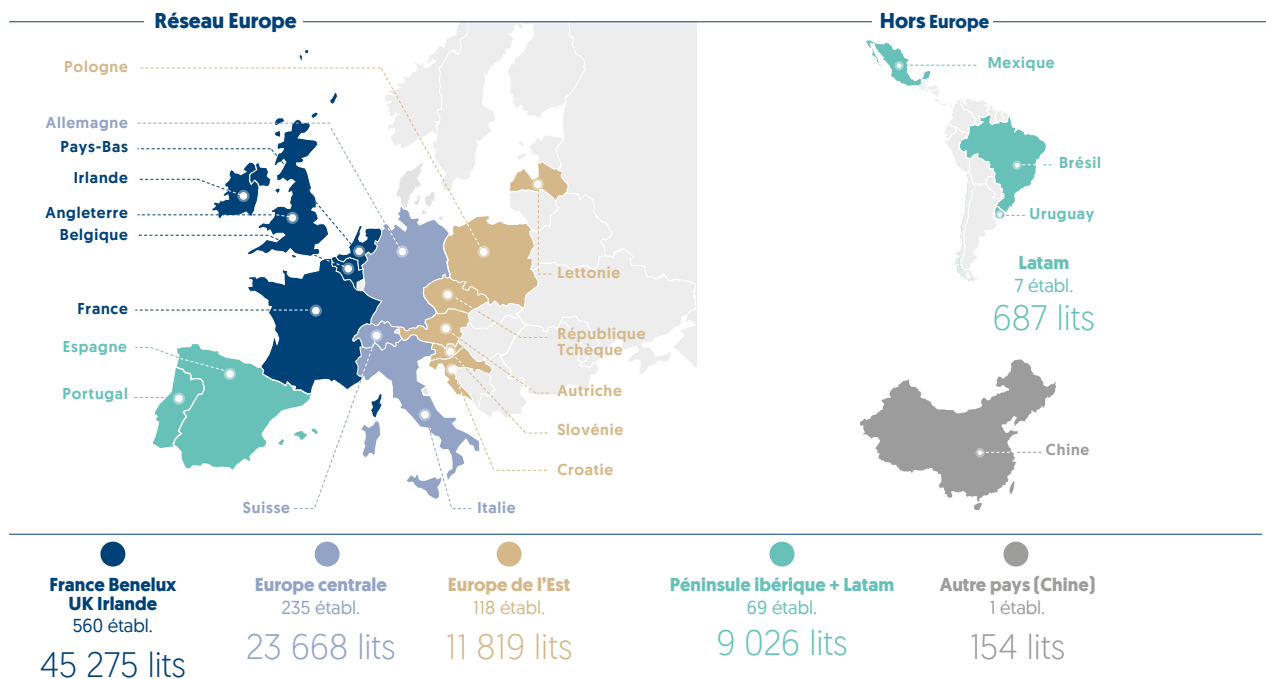 Réseau Europe
Hors Europe
Pologne
Allemagne
Pays-Bas
Irlande
Angleterre
Belgique
France
Espagne
Portugal
Suisse
Italie
Lettonie
République
Tchèque
Autriche
Slovénie
Croatie
Mexique
Brésil
Uruguay
Latam
7 établ.
687 lits
Chine
France Benelux
UK Irlande
560 établ.
45 275 lits
Europe centrale
235 établ.
23 668 lits
Europe de l’Est
118 établ.
11 819 lits
Péninsule ibérique + Latam
69 établ.
9 026 lits
Autre pays (Chine)
1 établ.
154 lits